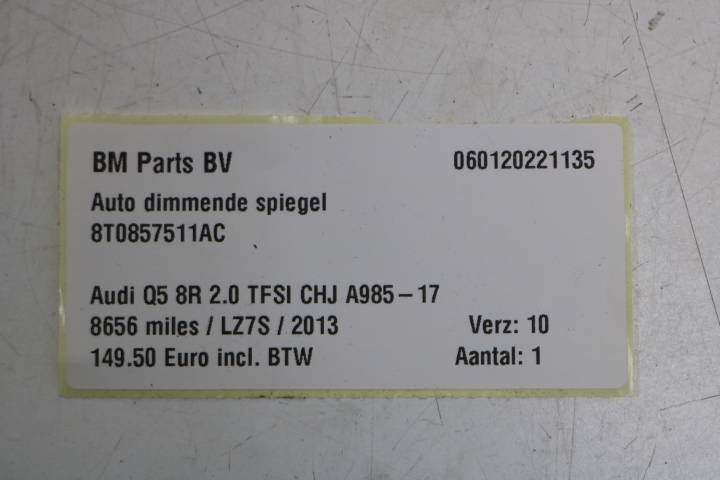 BM Parts BV 060120221135
Auto dimmende spiegel
8T0857511AC
Audi Q5 8R 2.0 TFSI CHJ A985-17
8656 miles / LZ7S / 2013 Verz: 10
149.50 Euro incl. BTW Aantal: 1